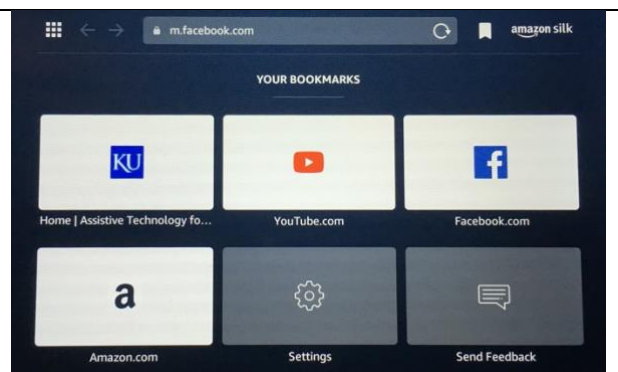 m.facebook.com
amazon silk
YOUR BOOKMARKS
KU
f
Home | Assistive Technology fo...
YouTube.com
Facebook.com
a
Amazon.com
Settings
Send Feedback